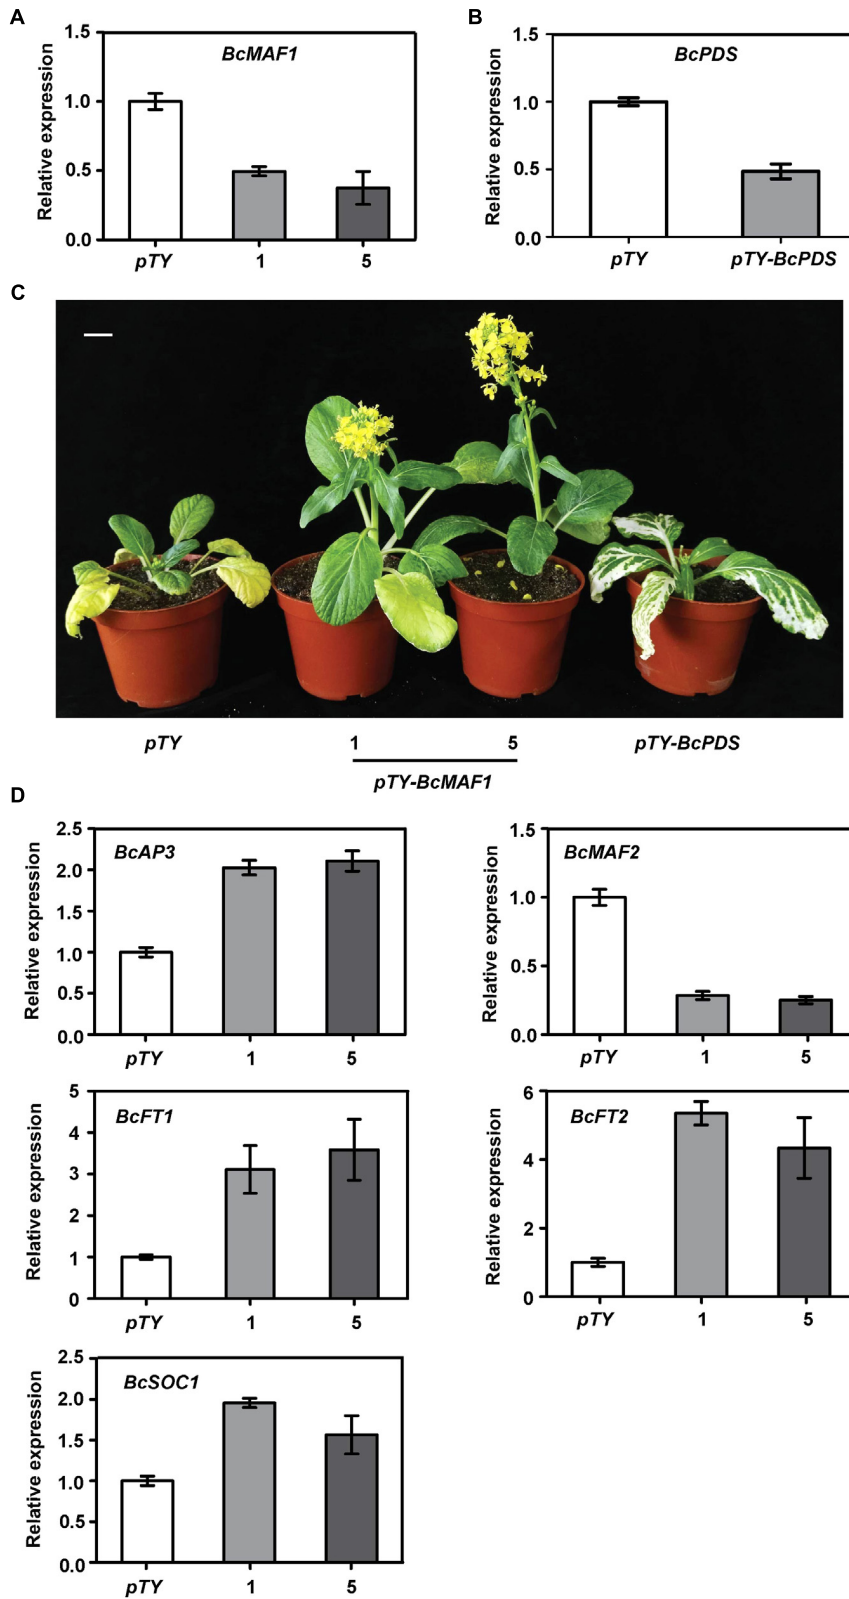 A
Relative expression
BcMAF1
1.5
1.0
0.5
0.0
pTY 1 5
B
Relative expression
BcPDS
1.5
1.0
0.5
0.0
pTY pTY-BcPDS
C
pTY 1 5 pTY-BcPDS
pTY-BcMAF1
D
Relative expression
BcAP3
2.5
2.0
1.5
1.0
0.5
0.0
pTY 1 5
Relative expression
BcMAF2
1.5
1.0
0.5
0.0
pTY 1 5
Relative expression
BcFT1
5
4
3
2
1
0
pTY 1 5
Relative expression
BcFT2
6
4
2
0
pTY 1 5
Relative expression
BcSOC1
2.5
2.0
1.5
1.0
0.5
0.0
pTY 1 5